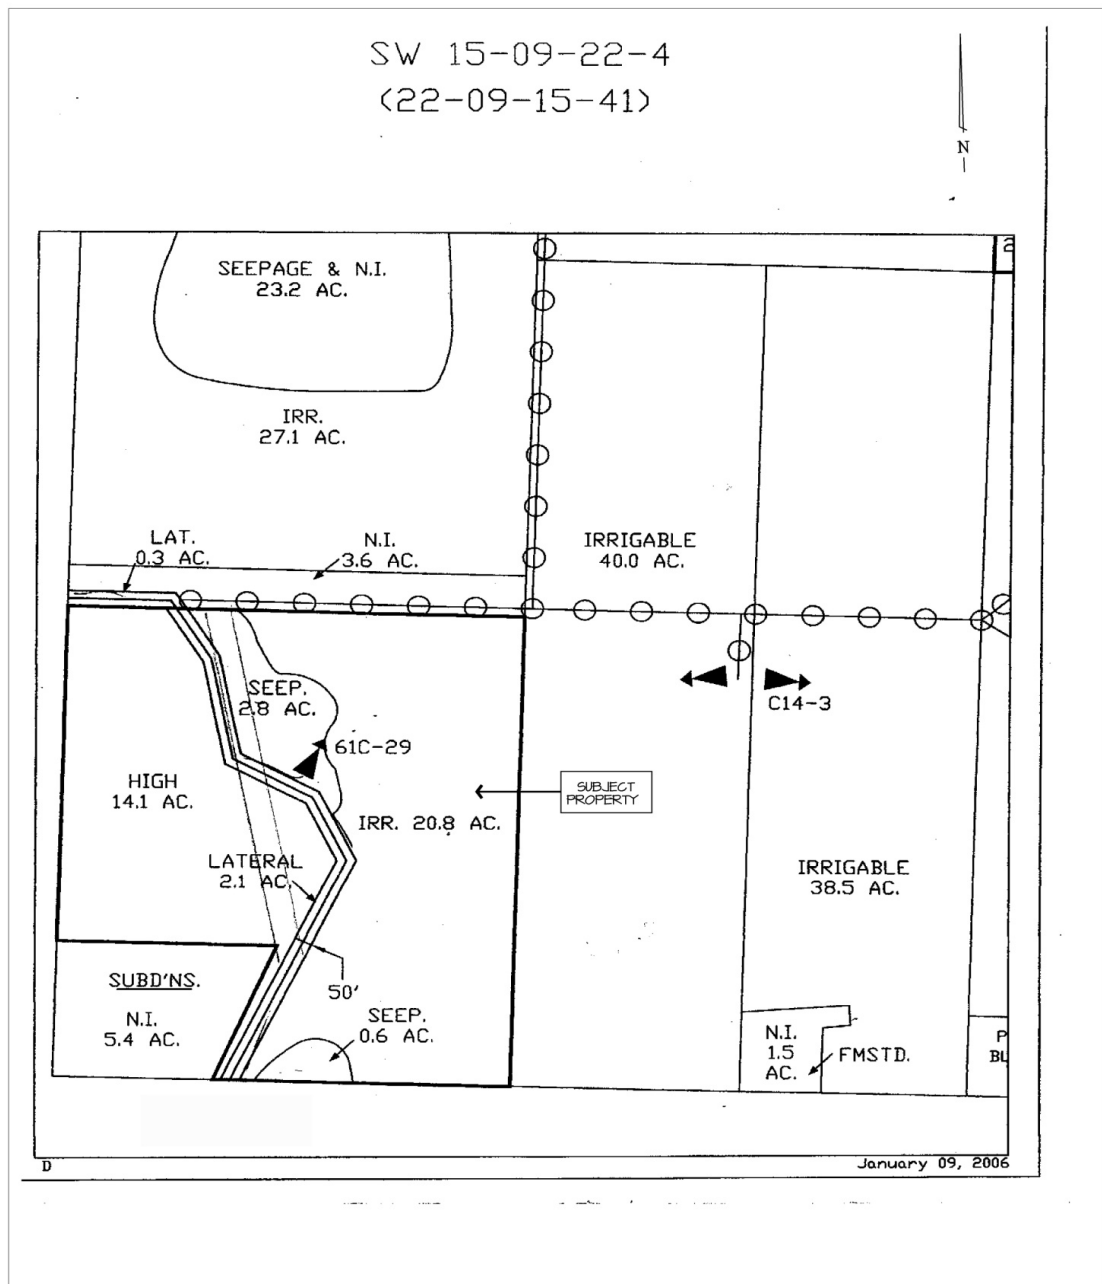 SW 15-09-22-4
(22-09-15-41)
N
2
SEEPAGE & N.I.
23.2 AC.
IRR.
27.1 AC.
LAT.
0.3 AC.
N.I.
3.6 AC.
IRRIGABLE
40.0 AC.
SEEP.
2.8 AC.
C14-3
61C-29
HIGH
14.1 AC.
SUBJECT
PROPERTY
IRR. 20.8 AC.
LATERAL
2.1 AC.
IRRIGABLE
38.5 AC.
SUBD'NS.
50'
N.I.
5.4 AC.
SEEP.
0.6 AC.
N.I.
1.5
AC.
FMSTD.
P
BL
D
January 09, 2006